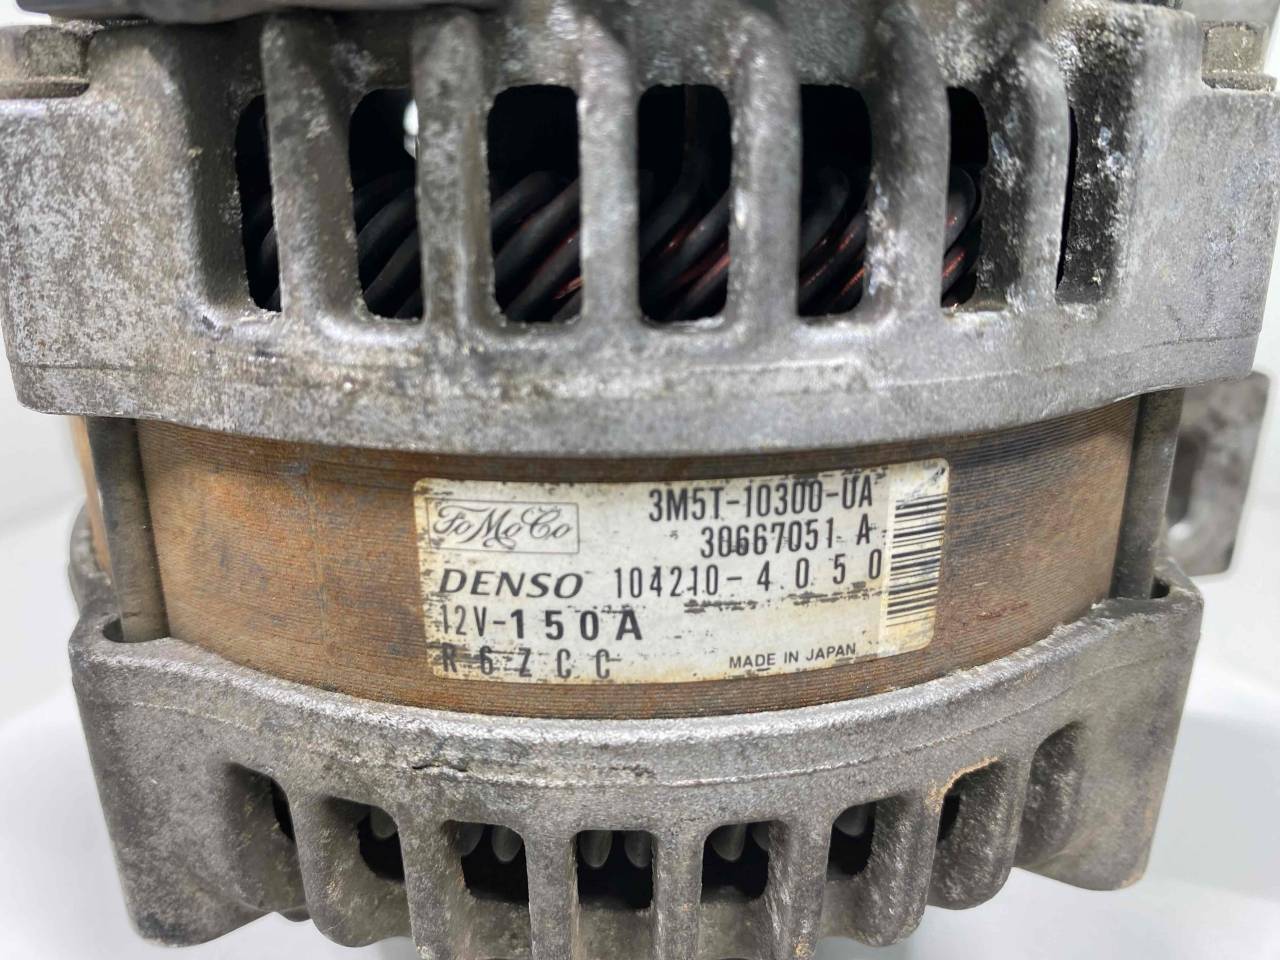 FoMoCo
3M5T-10300-UA
30667051 A
DENSO 104210-4050
12V-150A
R6ZCC
MADE IN JAPAN